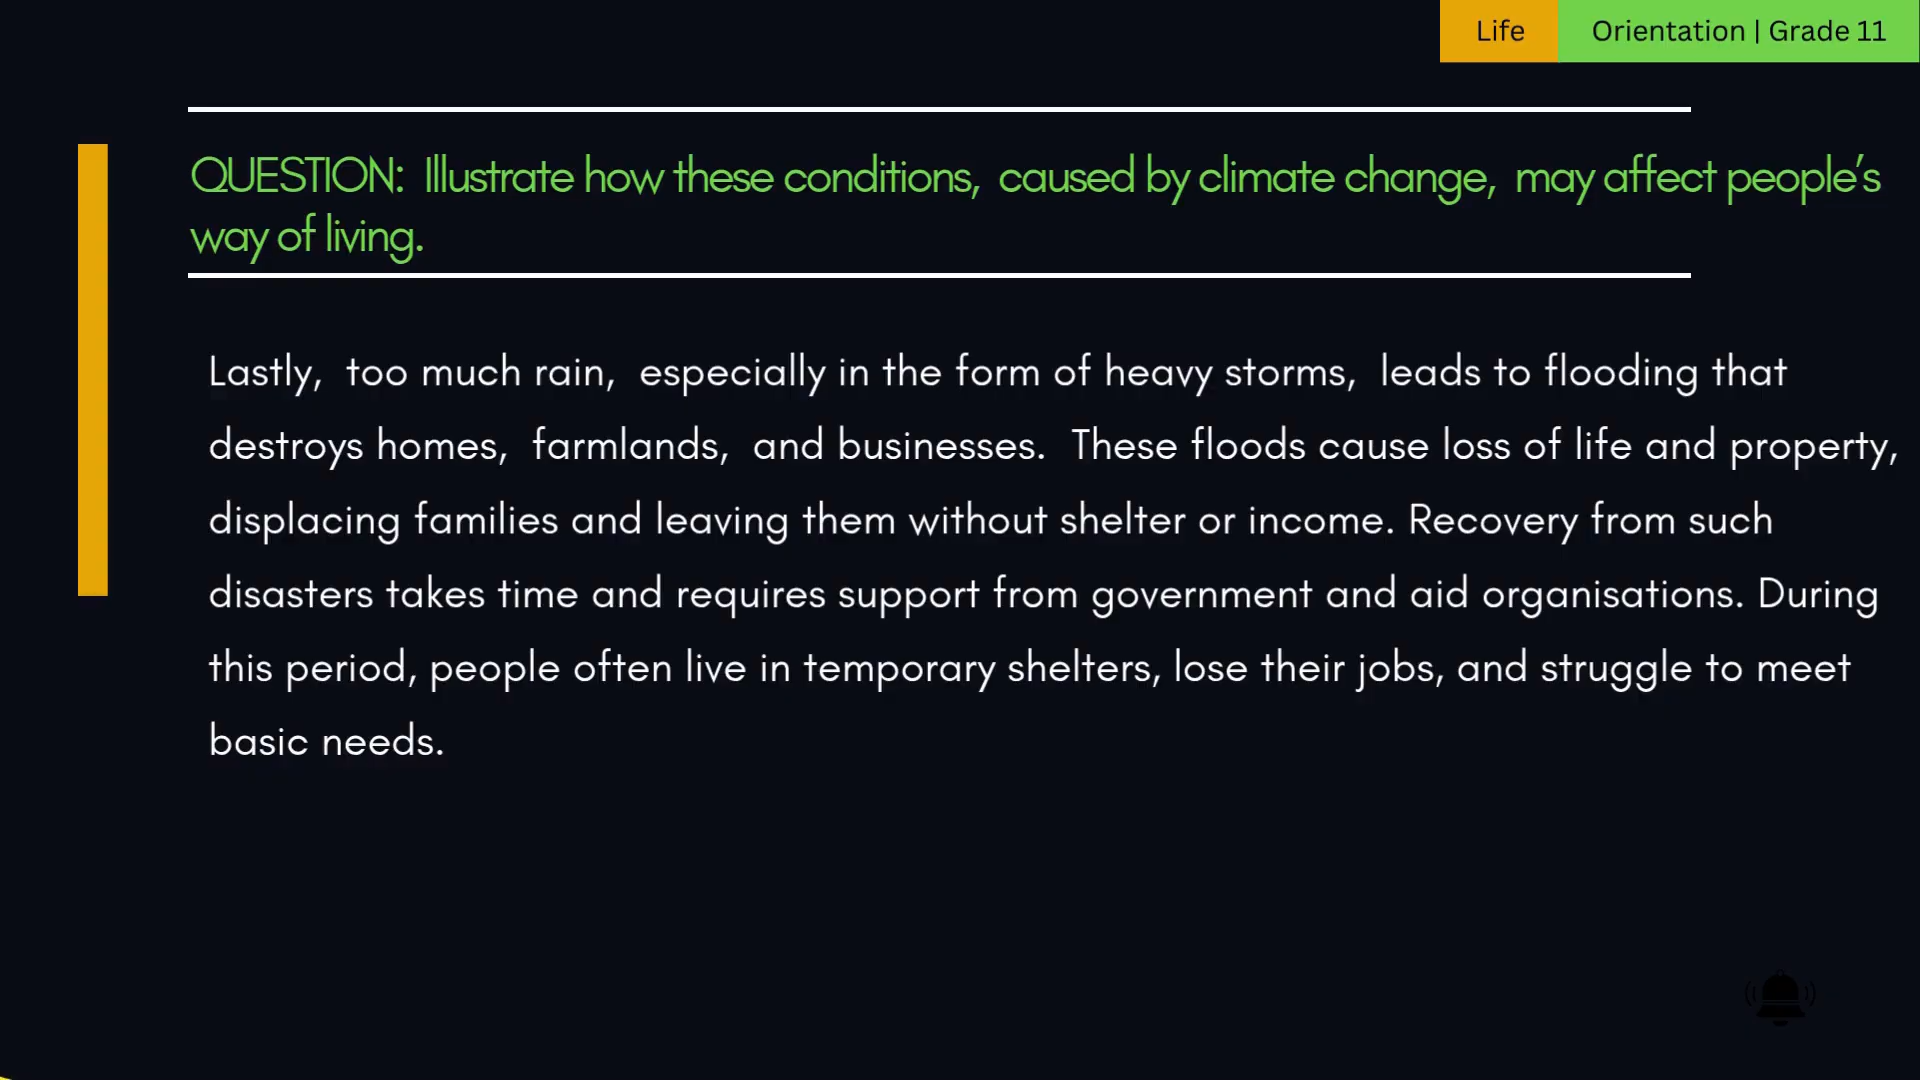 Life Orientation | Grade 11
QUESTION: Illustrate how these conditions, caused by climate change, may affect people’s
way of living.
Lastly, too much rain, especially in the form of heavy storms, leads to flooding that
destroys homes, farmlands, and businesses. These floods cause loss of life and property,
displacing families and leaving them without shelter or income. Recovery from such
disasters takes time and requires support from government and aid organisations. During
this period, people often live in temporary shelters, lose their jobs, and struggle to meet
basic needs.